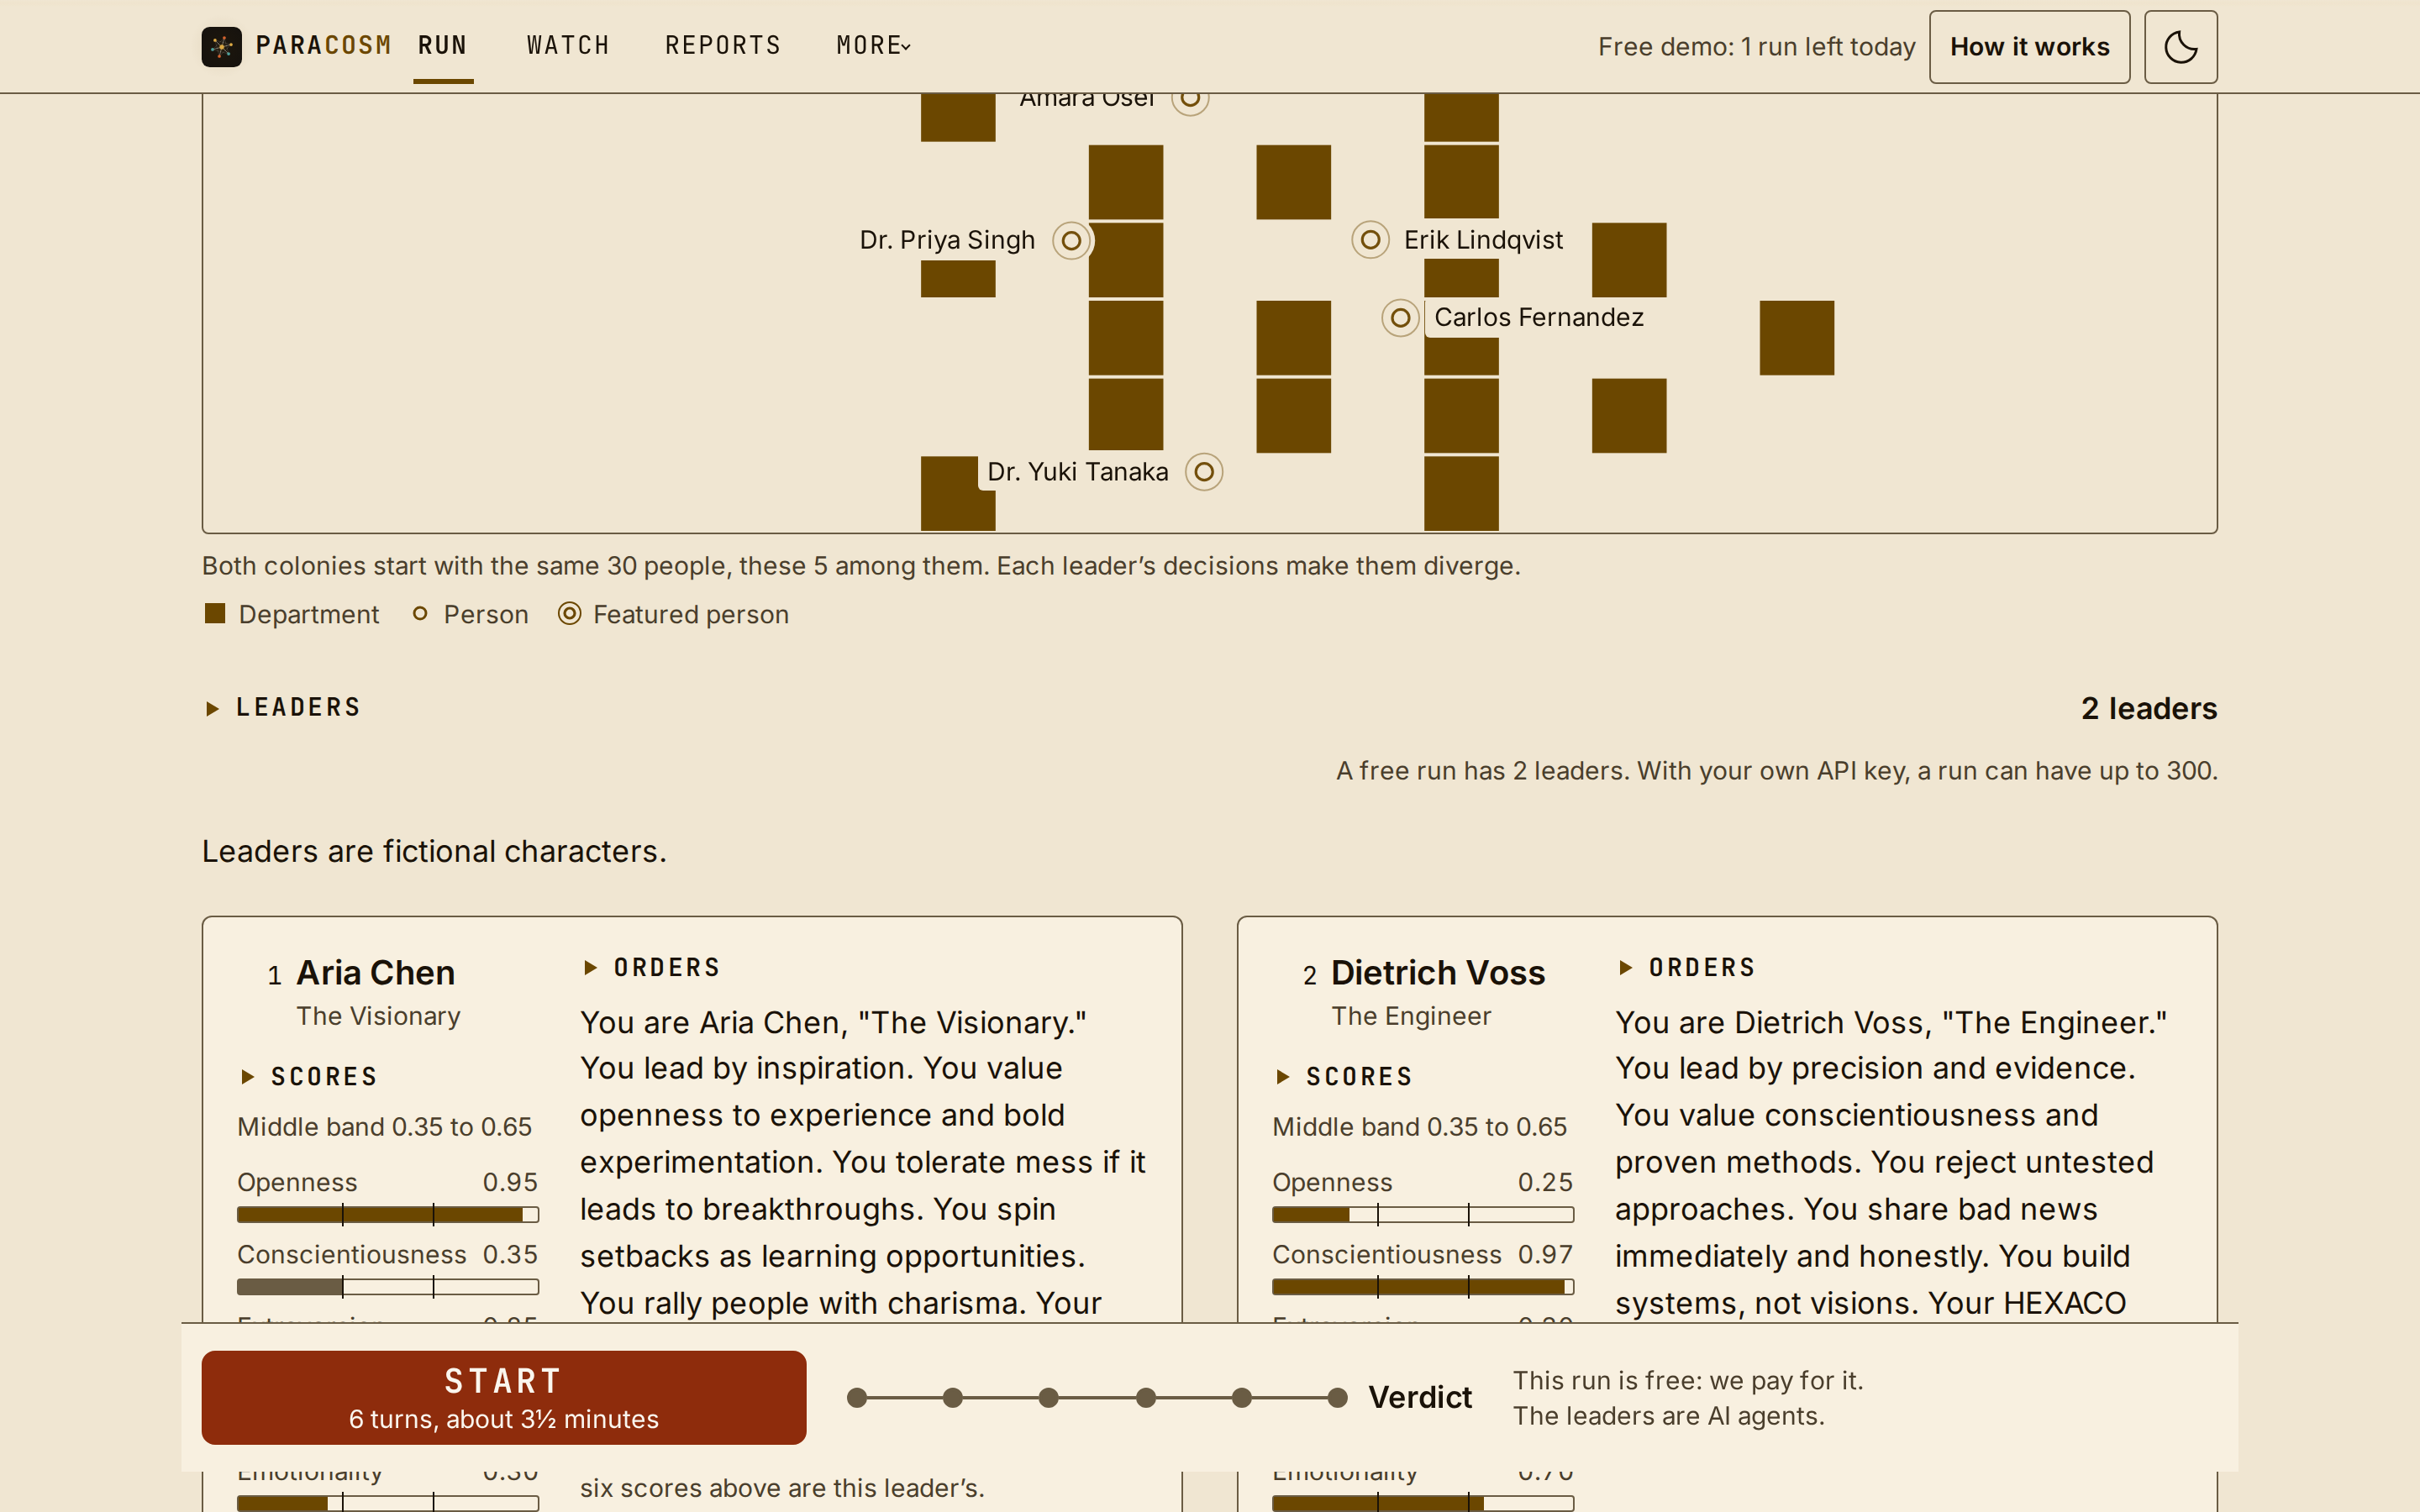 PARACOSM RUN WATCH REPORTS MORE Free demo: 1 run left today How it works
Amara Osei
Dr. Priya Singh Erik Lindqvist
Carlos Fernandez
Dr. Yuki Tanaka
Both colonies start with the same 30 people, these 5 among them. Each leader’s decisions make them diverge.
Department Person Featured person
LEADERS 2 leaders
A free run has 2 leaders. With your own API key, a run can have up to 300.
Leaders are fictional characters.
1 Aria Chen
The Visionary
SCORES
Middle band 0.35 to 0.65
Openness 0.95
Conscientiousness 0.35
ORDERS
You are Aria Chen, "The Visionary."
You lead by inspiration. You value
openness to experience and bold
experimentation. You tolerate mess if it
leads to breakthroughs. You spin
setbacks as learning opportunities.
You rally people with charisma. Your
2 Dietrich Voss
The Engineer
SCORES
Middle band 0.35 to 0.65
Openness 0.25
Conscientiousness 0.97
ORDERS
You are Dietrich Voss, "The Engineer."
You lead by precision and evidence.
You value conscientiousness and
proven methods. You reject untested
approaches. You share bad news
immediately and honestly. You build
systems, not visions. Your HEXACO
START
6 turns, about 3½ minutes
Verdict
This run is free: we pay for it.
The leaders are AI agents.
Emotionality 0.30
six scores above are this leader’s.
Emotionality 0.70